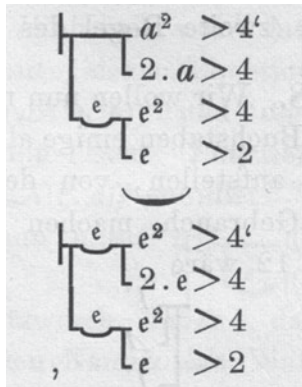 a² > 4‘
2 . a > 4
𝔢 𝔢² > 4
𝔢 > 2
𝔢 𝔢² > 4‘
2 . 𝔢 > 4
𝔢 𝔢² > 4
, 𝔢 > 2